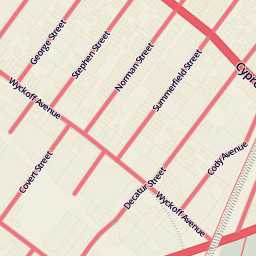 George Street
Stephen Street
Norman Street
Summerfield Street
Cypre
Wyckoff Avenue
Covert Street
Decatur Street
Cody Avenue
Wyckoff Avenue